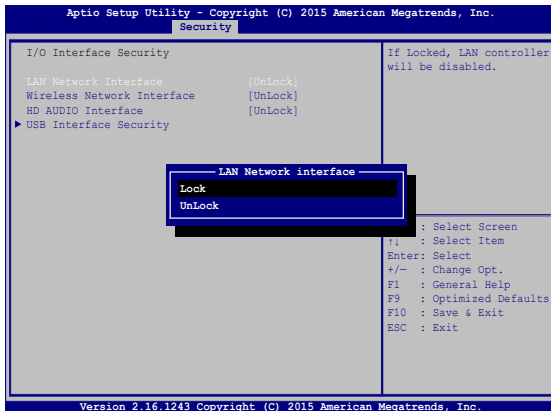 Aptio Setup Utility - Copyright (C) 2015 American Megatrends, Inc.
Security
I/O Interface Security
LAN Network Interface [UnLock]
Wireless Network Interface [UnLock]
HD AUDIO Interface [UnLock]
USB Interface Security
If Locked, LAN controller
will be disabled.
LAN Network interface
Lock
UnLock
: Select Screen
↑↓ : Select Item
Enter: Select
+/- : Change Opt.
F1 : General Help
F9 : Optimized Defaults
F10 : Save & Exit
ESC : Exit
Version 2.16.1243 Copyright (C) 2015 American Megatrends, Inc.